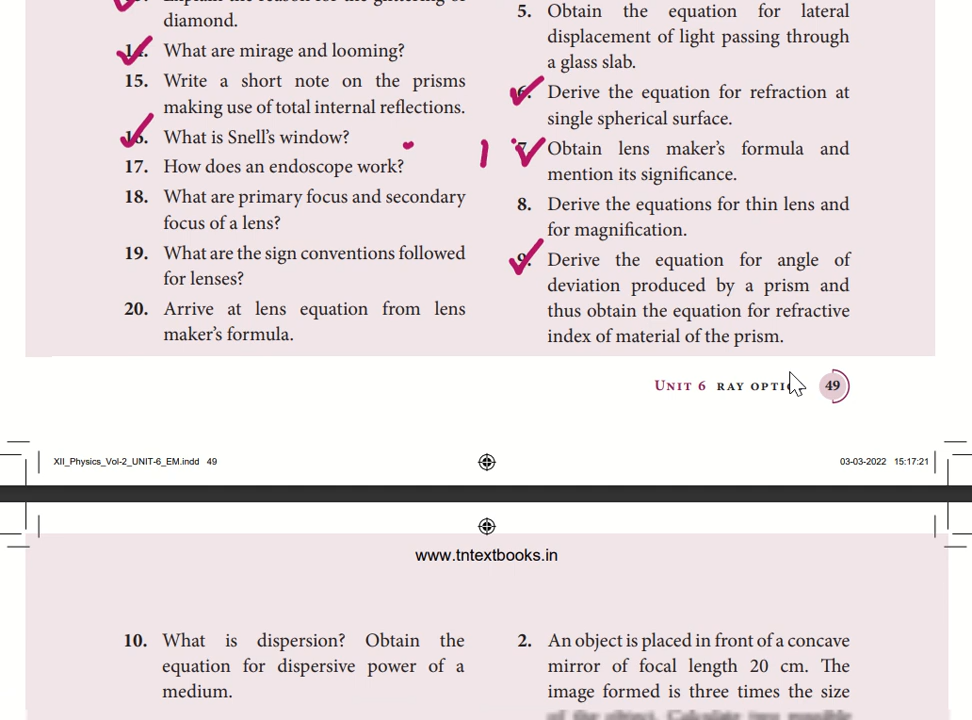 diamond.
What are mirage and looming?
15. Write a short note on the prisms
making use of total internal reflections.
What is Snell's window?
17. How does an endoscope work?
18. What are primary focus and secondary
focus of a lens?
19. What are the sign conventions followed
for lenses?
20. Arrive at lens equation from lens
maker's formula.
5. Obtain the equation for lateral
displacement of light passing through
a glass slab.
Derive the equation for refraction at
single spherical surface.
Obtain lens maker's formula and
mention its significance.
8. Derive the equations for thin lens and
for magnification.
Derive the equation for angle of
deviation produced by a prism and
thus obtain the equation for refractive
index of material of the prism.
UNIT 6 RAY 49
XII_Physics_Vol-2_UNIT-6_EM.indd 49 03-03-2022 15:17:21
www.tntextbooks.in
10. What is dispersion? Obtain the
equation for dispersive power of a
medium.
2. An object is placed in front of a concave
mirror of focal length 20 cm. The
image formed is three times the size